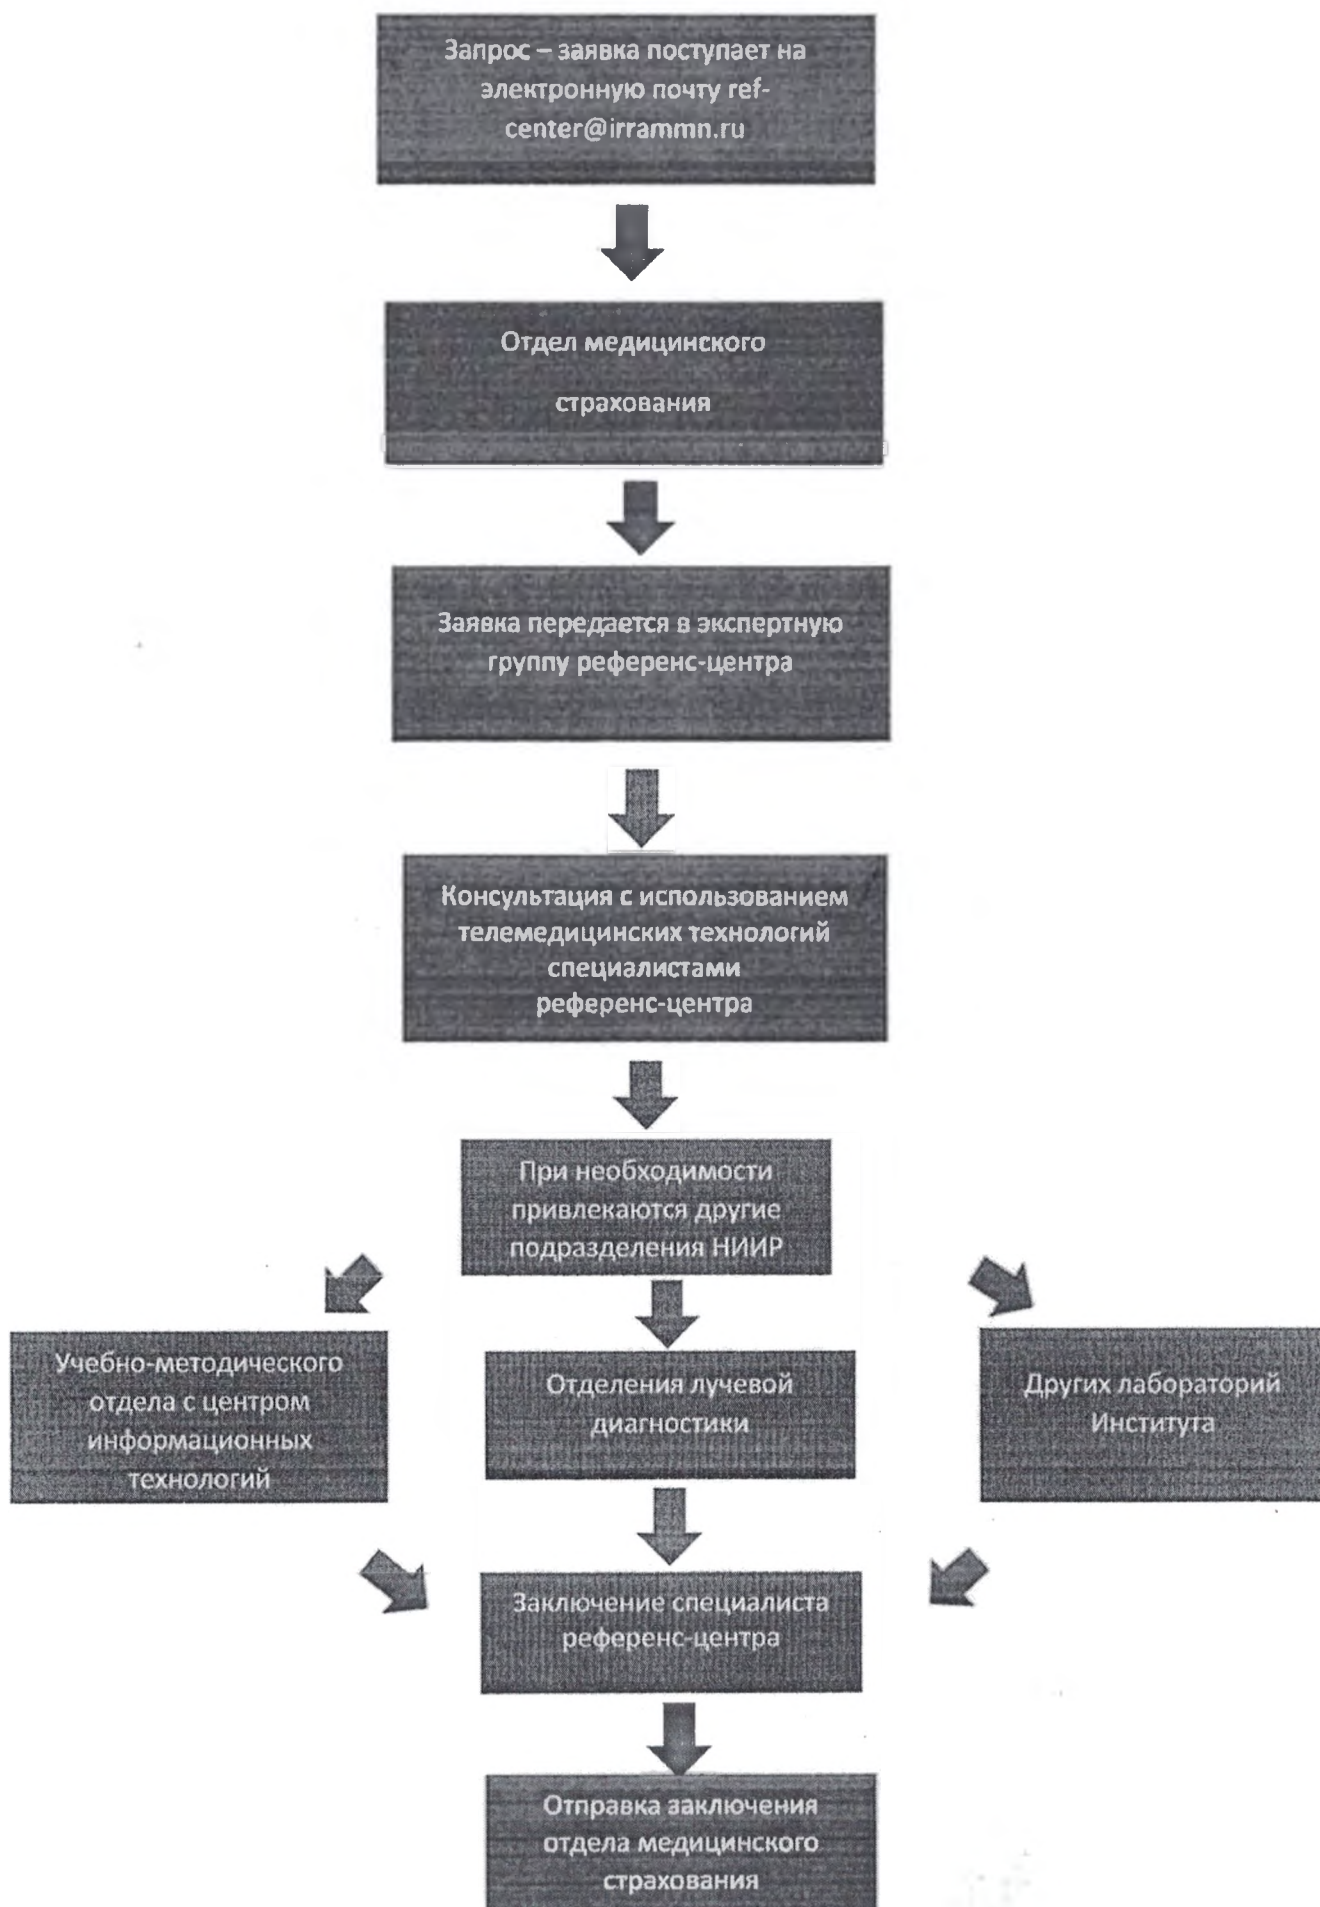 Запрос – заявка поступает на
электронную почту ref-
center@irrammn.ru
Отдел медицинского
страхования
Заявка передается в экспертную
группу референс-центра
Консультация с использованием
телемедицинских технологий
специалистами
референс-центра
При необходимости
привлекаются другие
подразделения НИИР
Учебно-методического
отдела с центром
информационных
технологий
Отделения лучевой
диагностики
Других лабораторий
Института
Заключение специалиста
референс-центра
Отправка заключения
отдела медицинского
страхования